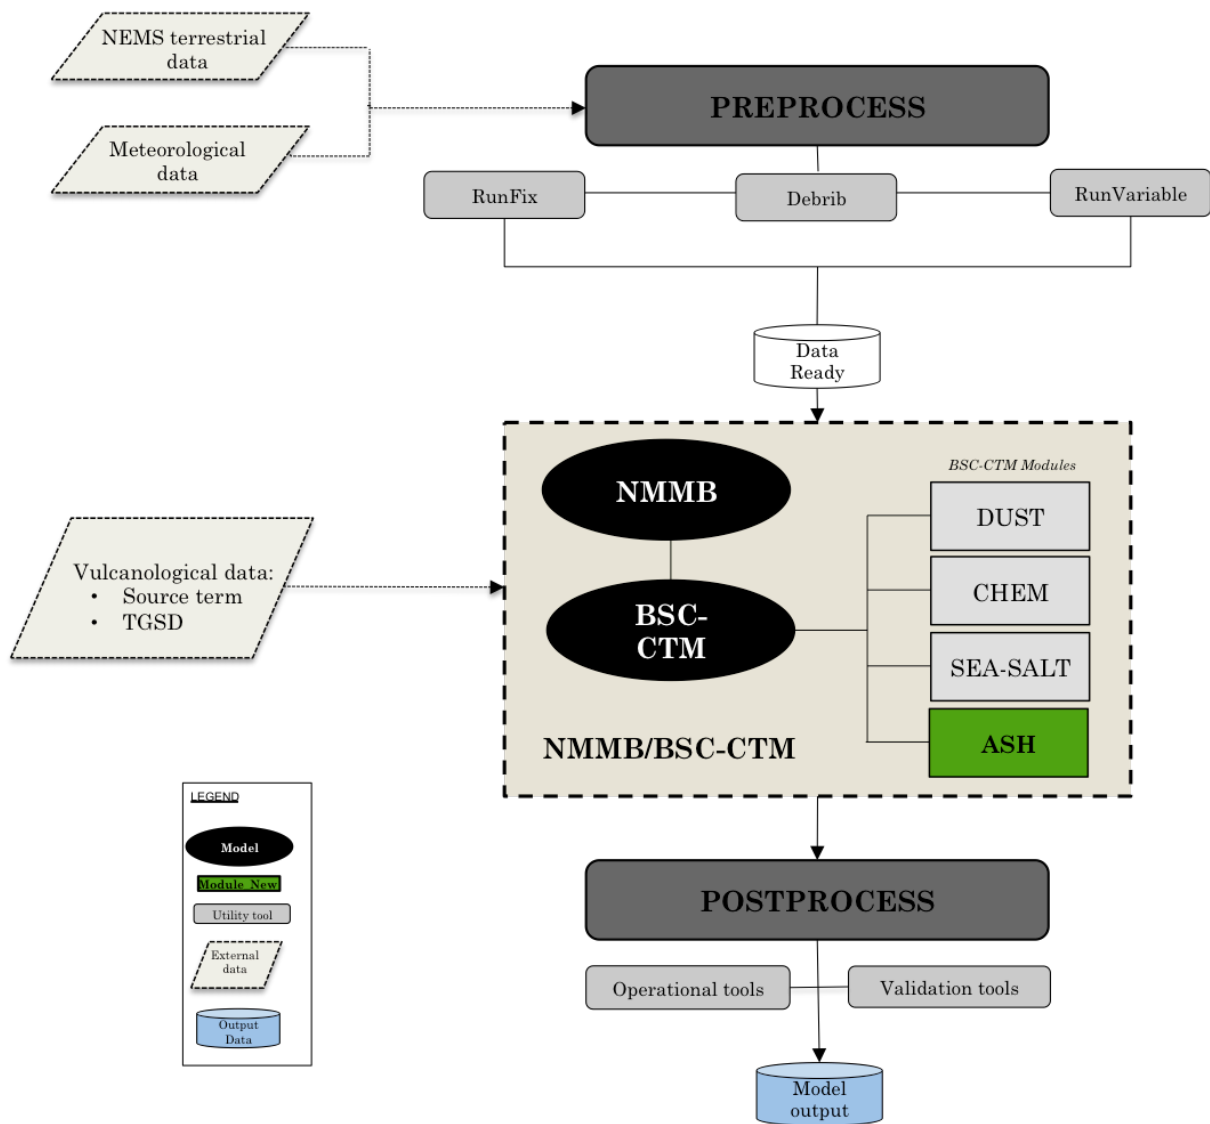 NEMS terrestrial
data
PREPROCESS
Meteorological
data
RunFix
Debrib
RunVariable
Data
Ready
BSC-CTM Modules
NMMB
DUST
CHEM
BSC-
CTM
SEA-SALT
ASH
NMMB/BSC-CTM
Vulcanological data:
• Source term
• TGSD
LEGEND
Model
Module New
Utility tool
External
data
Output
Data
POSTPROCESS
Operational tools
Validation tools
Model
output